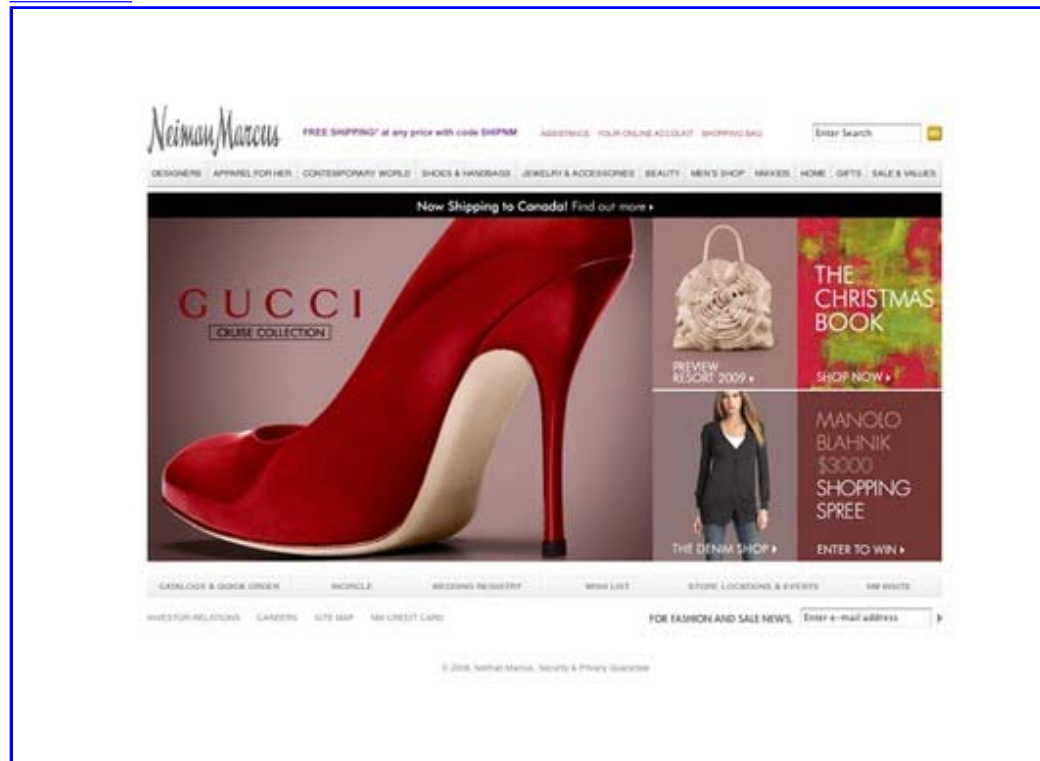 Neiman Marcus
FREE SHIPPING* at any price with code SHIPNM
ASSISTANCE YOUR ONLINE ACCOUNT SHOPPING BAG
Enter Search
GO
DESIGNERS APPAREL FOR HER CONTEMPORARY WORLD SHOES & HANDBAGS JEWELRY & ACCESSORIES BEAUTY MEN'S SHOP NM KIDS HOME GIFTS SALE & VALUES
Now Shipping to Canada! Find out more
GUCCI
CRUISE COLLECTION
PREVIEW
RESORT 2009
THE
CHRISTMAS
BOOK
SHOP NOW
THE DENIM SHOP
MANOLO
BLAHNIK
$3000
SHOPPING
SPREE
ENTER TO WIN
CATALOGS & QUICK ORDER INCIRCLE WEDDING REGISTRY WISH LIST STORE LOCATIONS & EVENTS
INVESTOR RELATIONS CAREERS SITE MAP NM CREDIT CARD
FOR FASHION AND SALE NEWS, Enter e-mail address
© 2008, Neiman Marcus, Security & Privacy Guarantee